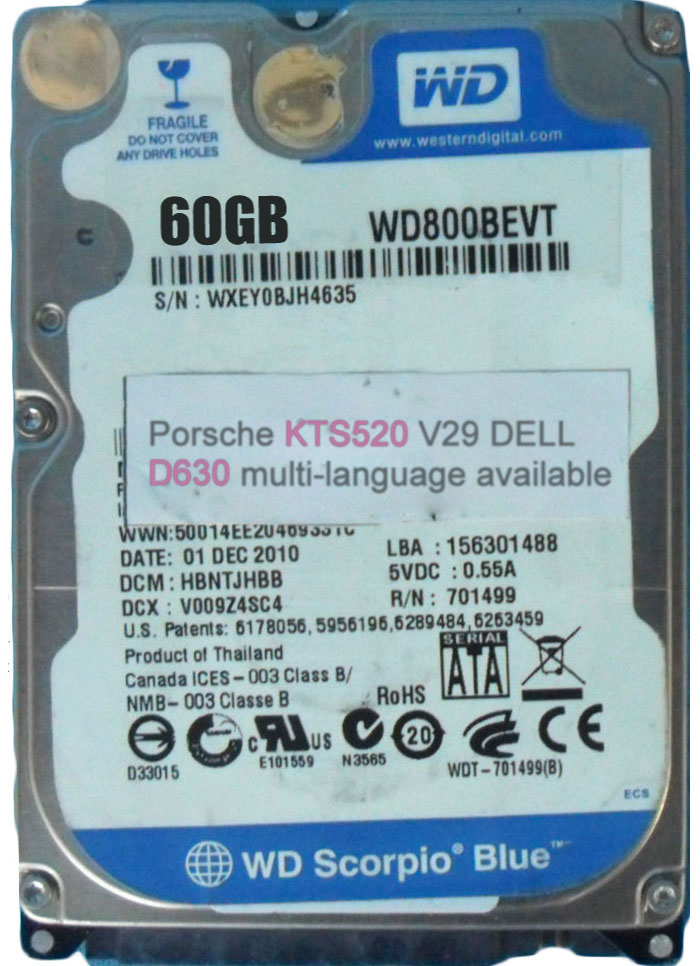 FRAGILE
DO NOT COVER
ANY DRIVE HOLES
WD
www.westerndigital.com
60GB WD800BEVT
S/N : WXEY0BJH4635
Porsche KTS520 V29 DELL
D630 multi-language available
DATE: 01 DEC 2010 LBA : 156301488
DCM : HBNTJHBB 5VDC : 0.55A
DCX : V009Z4SC4 R/N : 701499
U.S. Patents: 6178056, 5956196,6289484,6263459
Product of Thailand
Canada ICES – 003 Class B/
NMB– 003 Classe B
RoHS
SERIAL
ATA
D33015
C US
E101559
N3565
20
CE
WDT–701499(B)
ECS
WD Scorpio® Blue™